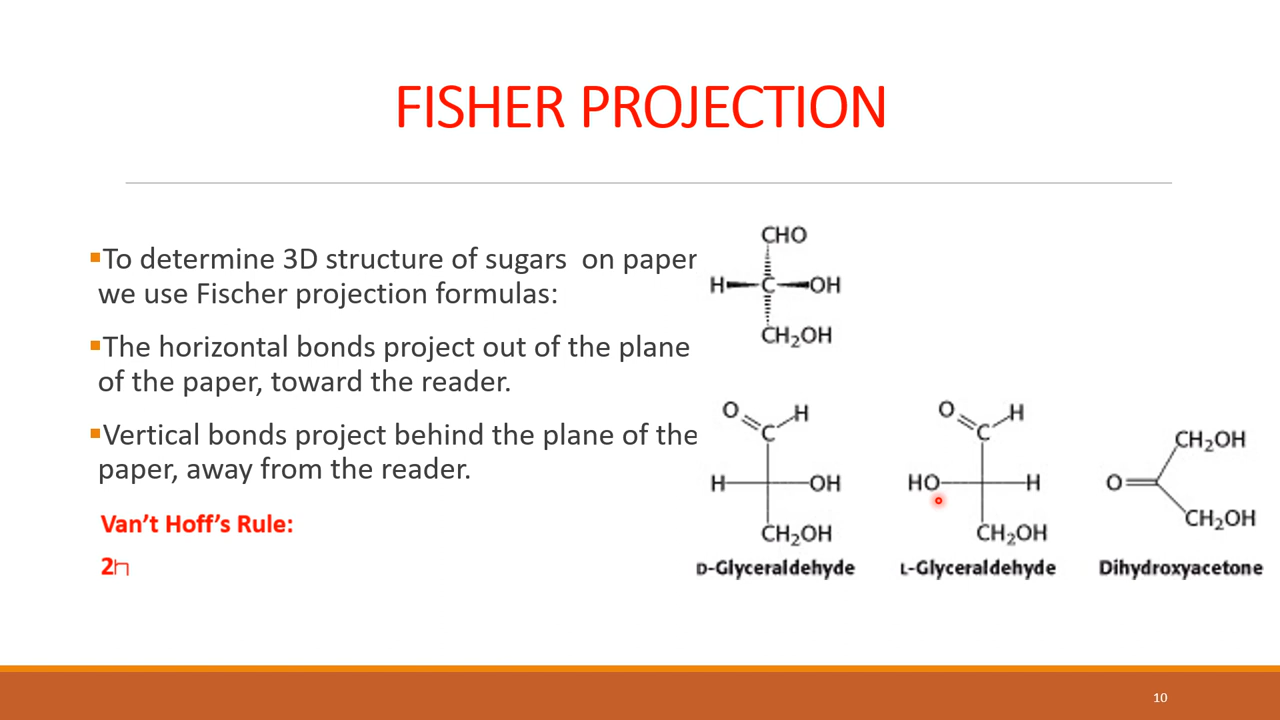 FISHER PROJECTION
▪To determine 3D structure of sugars on paper
we use Fischer projection formulas:
▪The horizontal bonds project out of the plane
of the paper, toward the reader.
▪Vertical bonds project behind the plane of the
paper, away from the reader.
Van’t Hoff’s Rule:
2
CHO
H C OH
CH₂OH
O H
C
H OH
CH₂OH
D-Glyceraldehyde
O H
C
HO H
CH₂OH
L-Glyceraldehyde
CH₂OH
O
CH₂OH
Dihydroxyacetone
10